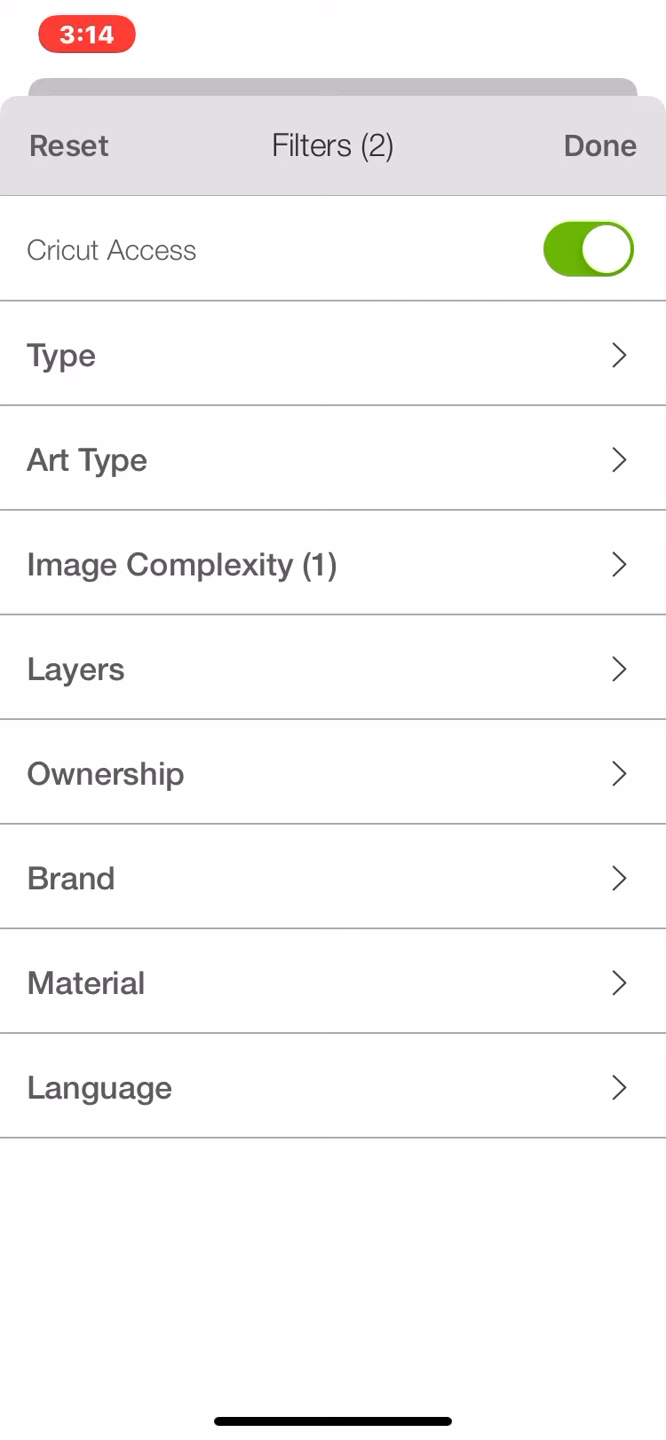 3:14
Reset Filters (2) Done
Cricut Access
Type
Art Type
Image Complexity (1)
Layers
Ownership
Brand
Material
Language